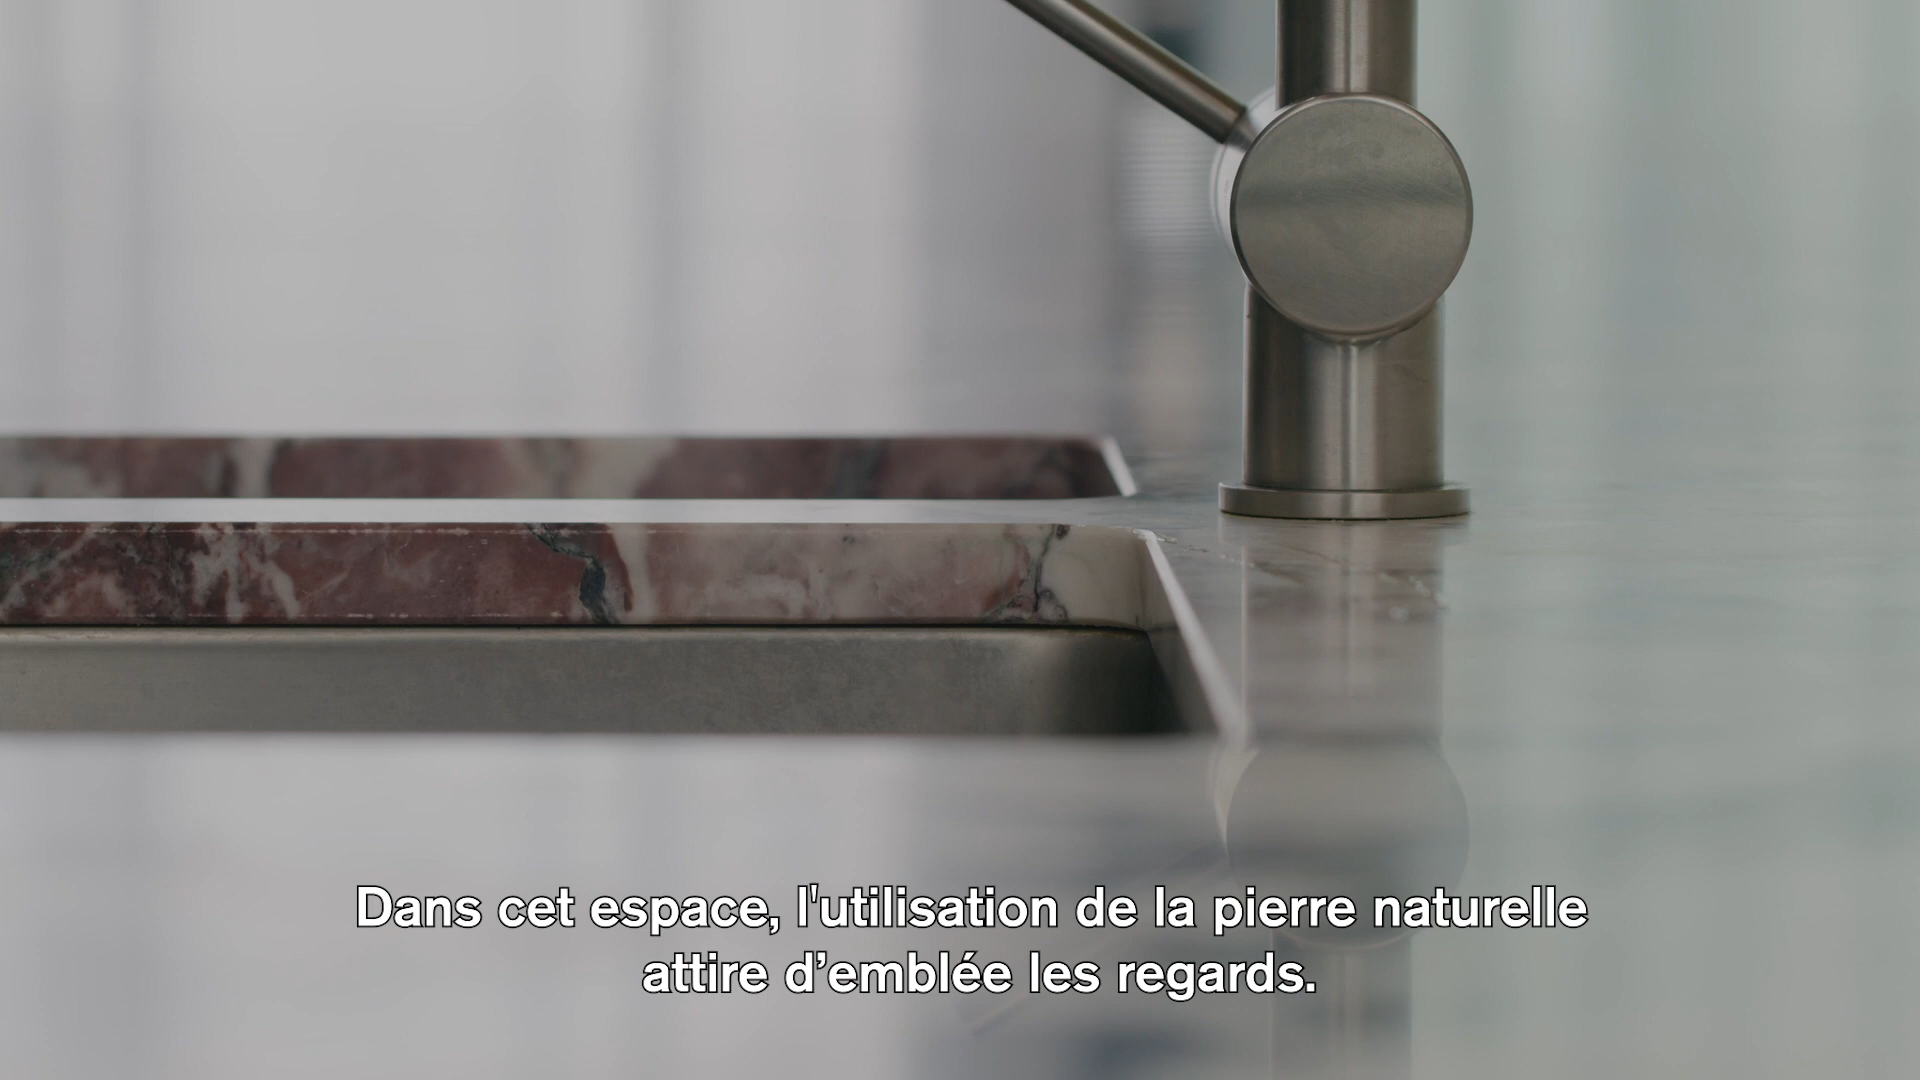 Dans cet espace, l'utilisation de la pierre naturelle
attire d’emblée les regards.